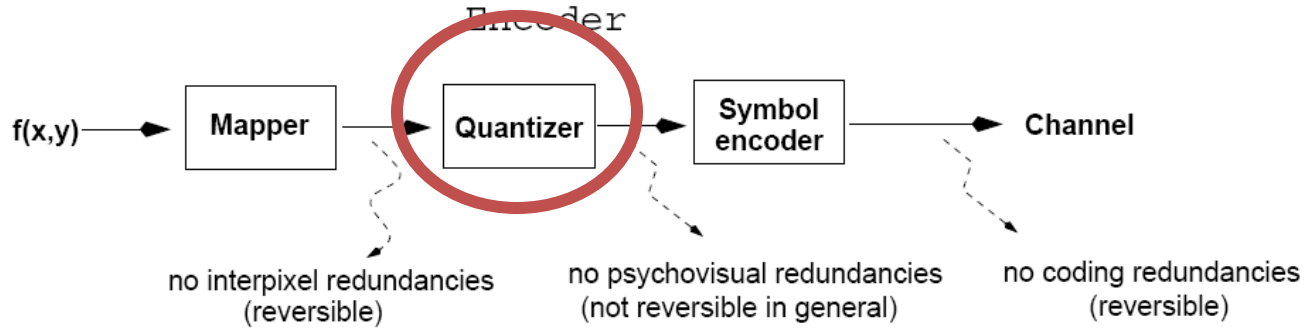 Encoder
f(x,y)
Mapper
Quantizer
Symbol
encoder
Channel
no interpixel redundancies
(reversible)
no psychovisual redundancies
(not reversible in general)
no coding redundancies
(reversible)